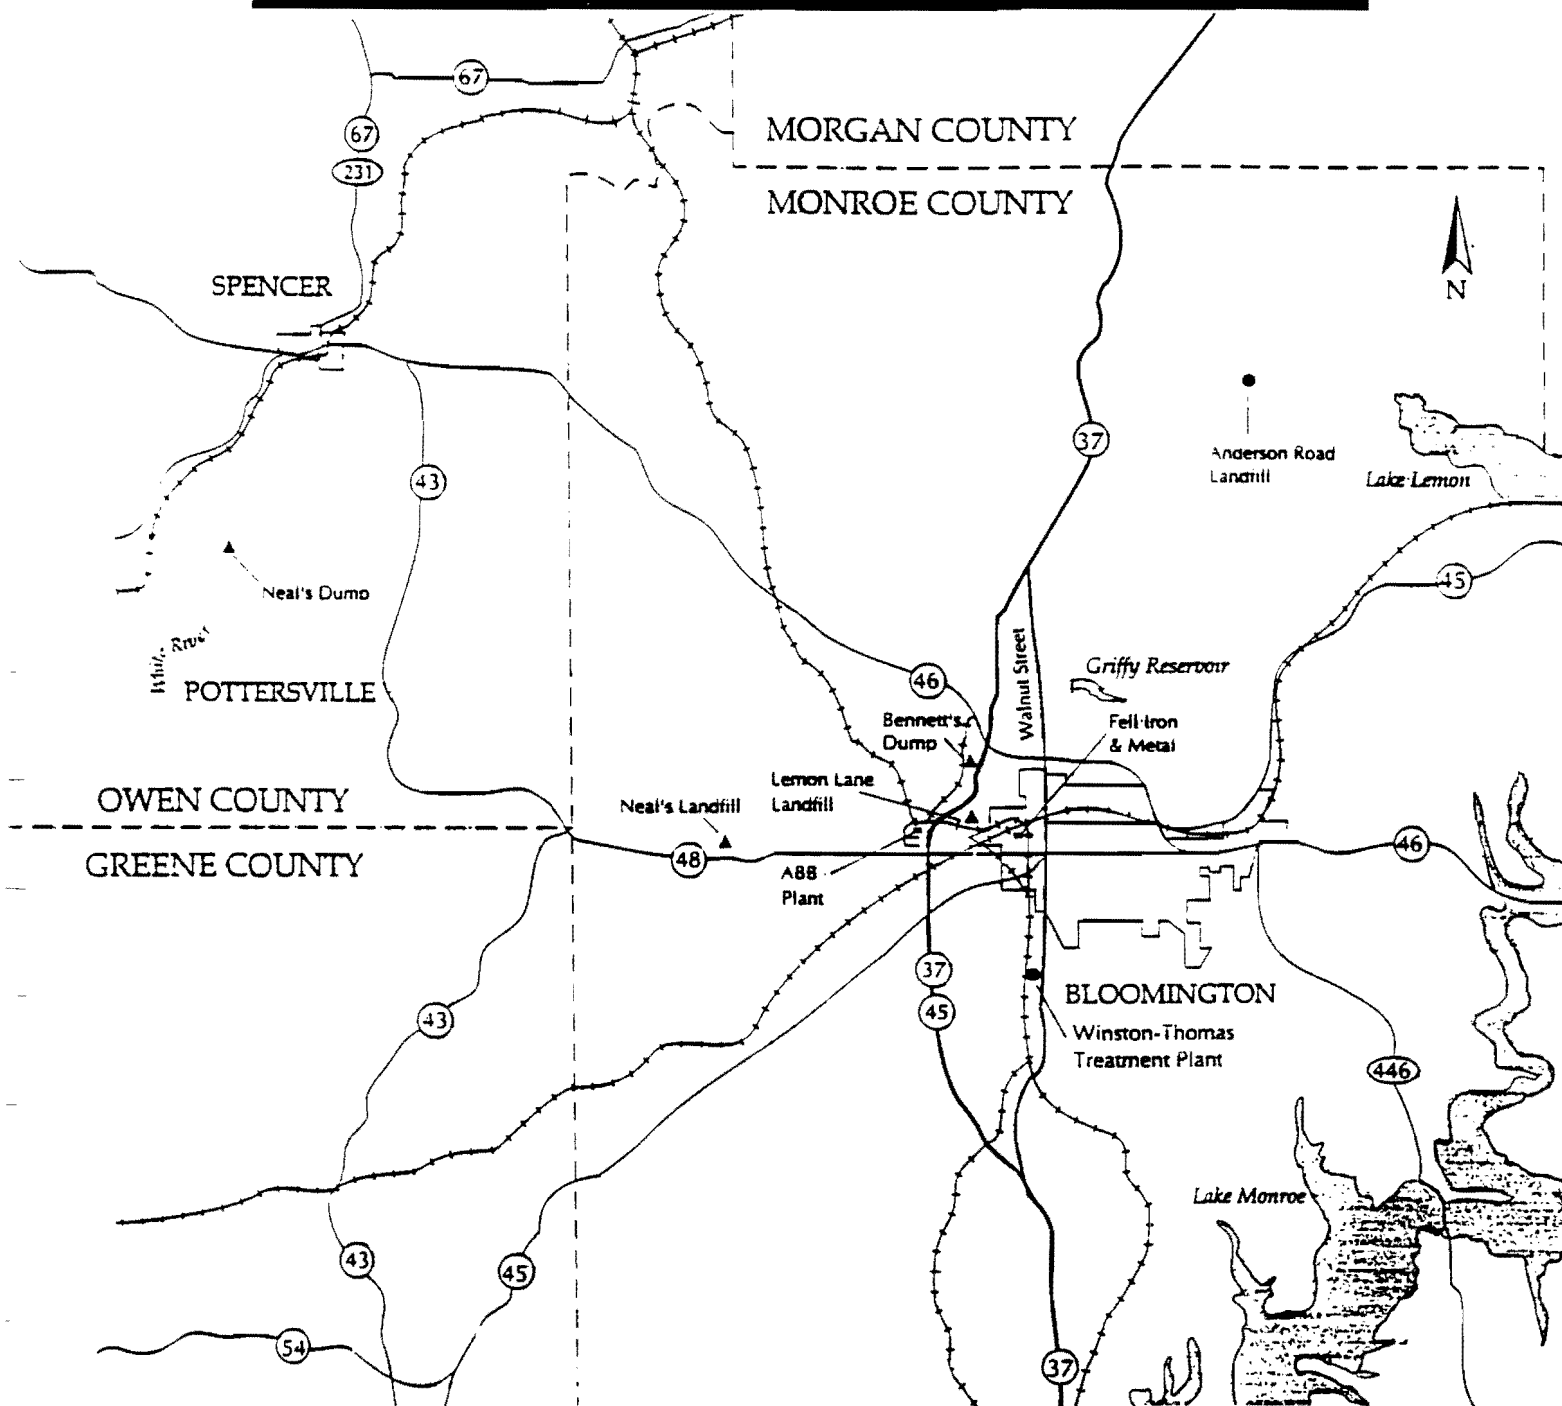 67
MORGAN COUNTY
67
231
MONROE COUNTY
SPENCER
N
37
Anderson Road
Landfill
Lake Lemon
43
45
Neal's Dump
White River
POTTERSVILLE
Walnut Street
Griffy Reservoir
46
Bennett's
Dump
Fell Iron
& Metal
Lemon Lane
Landfill
OWEN COUNTY
Neal's Landfill
GREENE COUNTY
48
46
ABB
Plant
37
45
BLOOMINGTON
43
Winston-Thomas
Treatment Plant
446
Lake Monroe
43
45
54
37